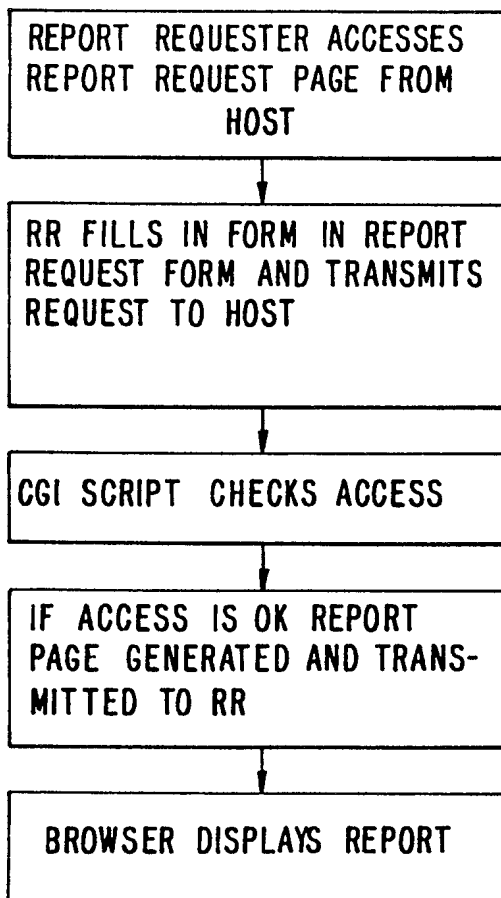 REPORT REQUESTER ACCESSES
REPORT REQUEST PAGE FROM
HOST
RR FILLS IN FORM IN REPORT
REQUEST FORM AND TRANSMITS
REQUEST TO HOST
CGI SCRIPT CHECKS ACCESS
IF ACCESS IS OK REPORT
PAGE GENERATED AND TRANS-
MITTED TO RR
BROWSER DISPLAYS REPORT